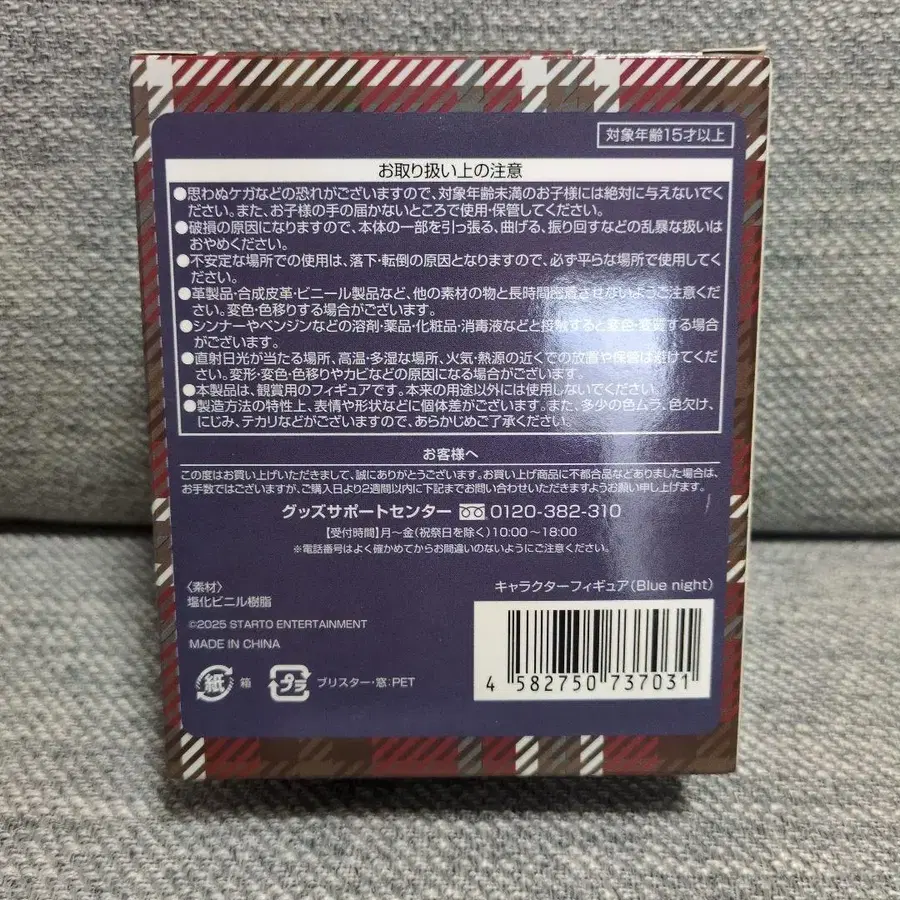 対象年齢15才以上
お取り扱い上の注意
●思わぬケガなどの恐れがございますので、対象年齢未満のお子様には絶対に与えないでく
ださい。また、お子様の手の届かないところで使用・保管してください。
●破損の原因になりますので、本体の一部を引っ張る、曲げる、振り回すなどの乱暴な扱いは
おやめください。
●不安定な場所での使用は、落下・転倒の原因となりますので、必ず平らな場所で使用してく
ださい。
●革製品・合成皮革・ビニール製品など、他の素材の物と長時間密着させないようご注意くだ
さい。変色・色移りする場合がございます。
●シンナーやベンジンなどの溶剤・薬品・化粧品・消毒液などと接触すると変色・変質する場合
がございます。
●直射日光が当たる場所、高温・多湿な場所、火気・熱源の近くでの放置や保管は避けてくだ
さい。変形・変色・色移りやカビなどの原因になる場合がございます。
●本製品は、観賞用のフィギュアです。本来の用途以外には使用しないでください。
●製造方法の特性上、表情や形状などに個体差がございます。また、多少の色ムラ、色欠け、
にじみ、テカリなどがございますので、あらかじめご了承ください。
お客様へ
この度はお買い上げいただきまして、誠にありがとうございます。お買い上げ商品に不都合品などありました場合は、
お手数ではございますが、ご購入日より2週間以内に下記までお問い合わせいただきますようお願い申し上げます。
グッズサポートセンター 0120-382-310
【受付時間】月〜金(祝祭日を除く)10:00〜18:00
※電話番号はよく確かめてからお間違いのないようにご注意ください。
〈素材〉
塩化ビニル樹脂
©2025 STARTO ENTERTAINMENT
MADE IN CHINA
キャラクターフィギュア(Blue night)
4 582750 737031
紙 箱 プラ ブリスター・窓:PET